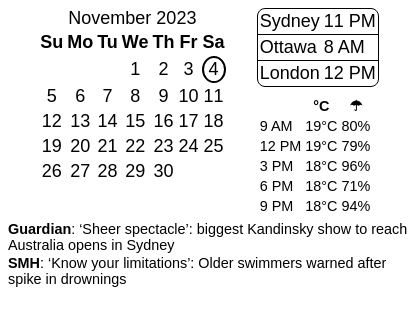 November 2023
Su Mo Tu We Th Fr Sa
1 2 3 4
5 6 7 8 9 10 11
12 13 14 15 16 17 18
19 20 21 22 23 24 25
26 27 28 29 30
Sydney 11 PM
Ottawa 8 AM
London 12 PM
°C ☂
9 AM 19°C 80%
12 PM 19°C 79%
3 PM 18°C 96%
6 PM 18°C 71%
9 PM 18°C 94%
Guardian: ‘Sheer spectacle’: biggest Kandinsky show to reach
Australia opens in Sydney
SMH: ‘Know your limitations’: Older swimmers warned after
spike in drownings